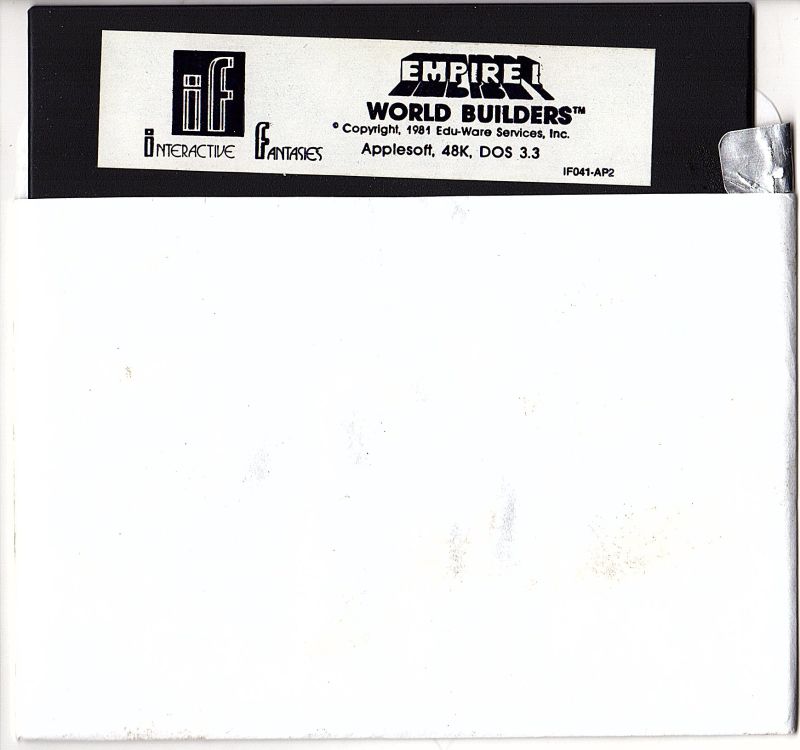 if
INTERACTIVE FANTASIES
EMPIRE I
WORLD BUILDERS™
© Copyright, 1981 Edu-Ware Services, Inc.
Applesoft, 48K, DOS 3.3
IF041-AP2